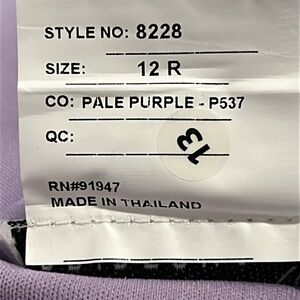 STYLE NO: 8228
SIZE: 12 R
CO: PALE PURPLE - P537
QC:
13
RN#91947
MADE IN THAILAND